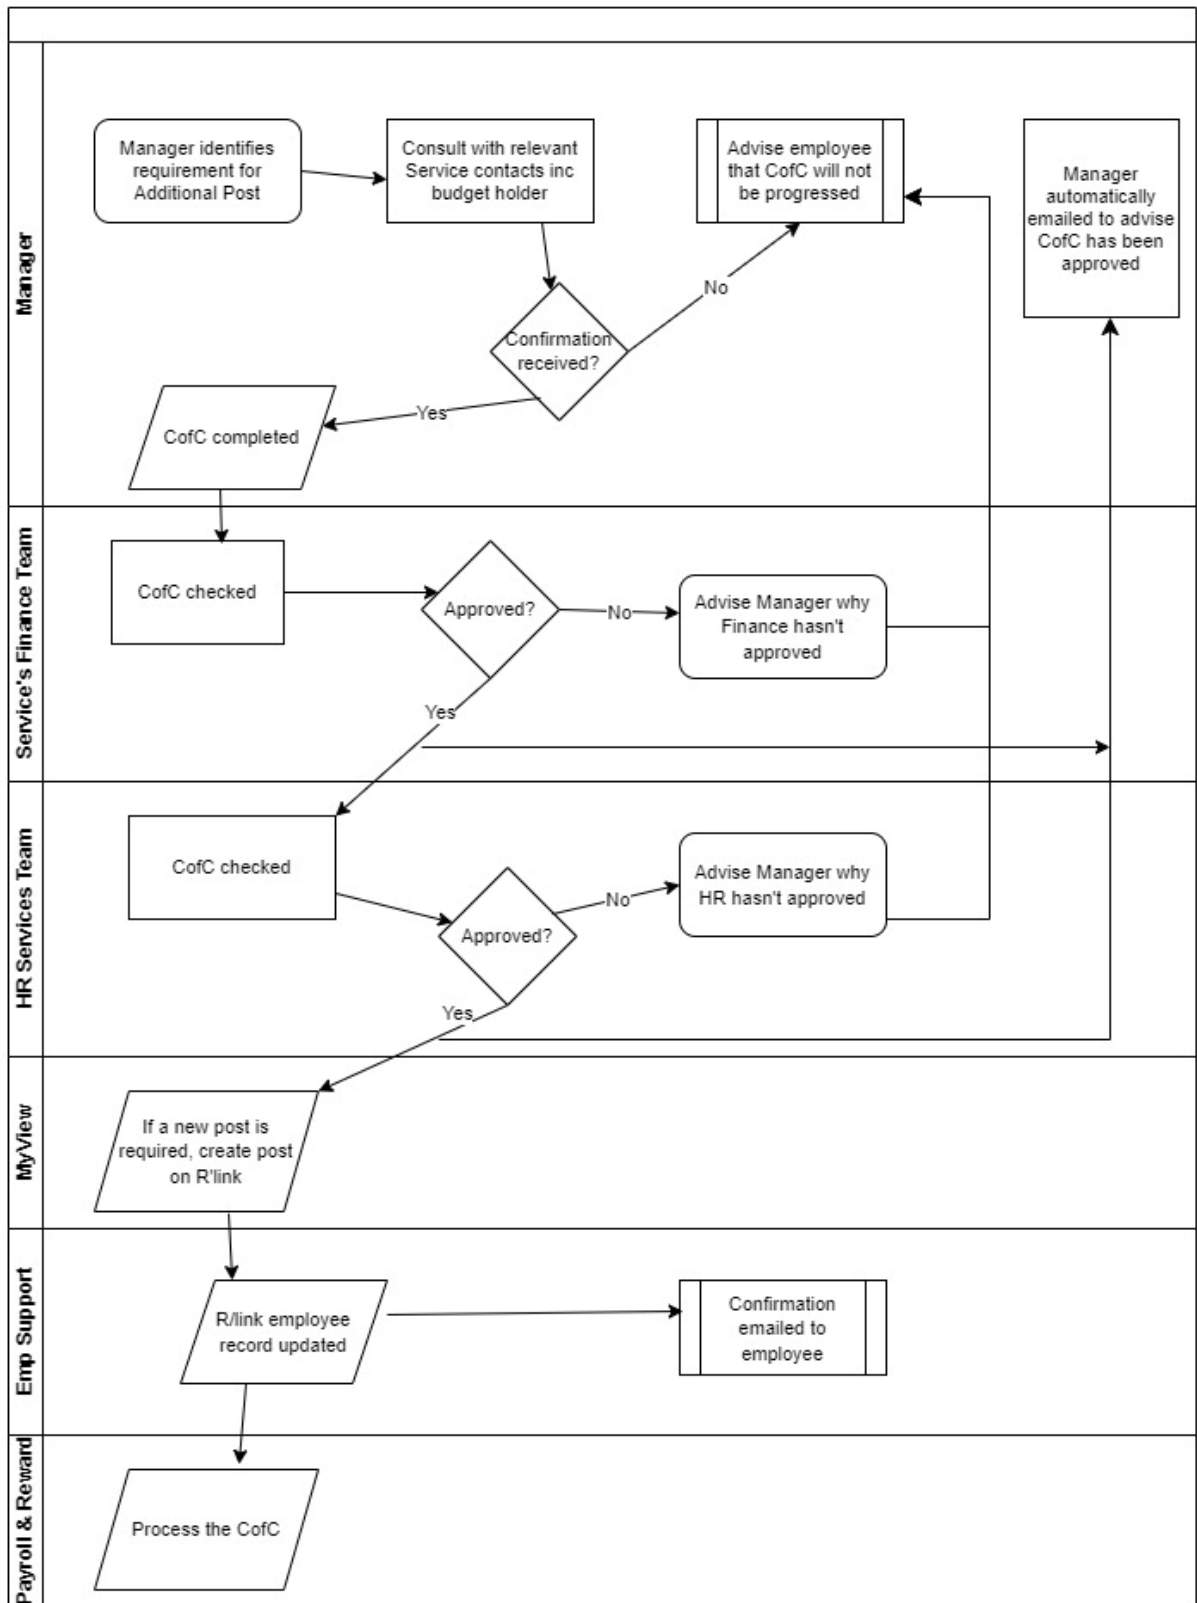 Manager
Manager identifies
requirement for
Additional Post
Consult with relevant
Service contacts inc
budget holder
Advise employee
that CofC will not
be progressed
Manager
automatically
emailed to advise
CofC has been
approved
No
Confirmation
received?
Yes
CofC completed
Service's Finance Team
CofC checked
Approved?
No
Advise Manager why
Finance hasn't
approved
Yes
HR Services Team
CofC checked
Approved?
No
Advise Manager why
HR hasn't approved
Yes
MyView
If a new post is
required, create post
on R'link
Emp Support
R/link employee
record updated
Confirmation
emailed to
employee
Payroll & Reward
Process the CofC